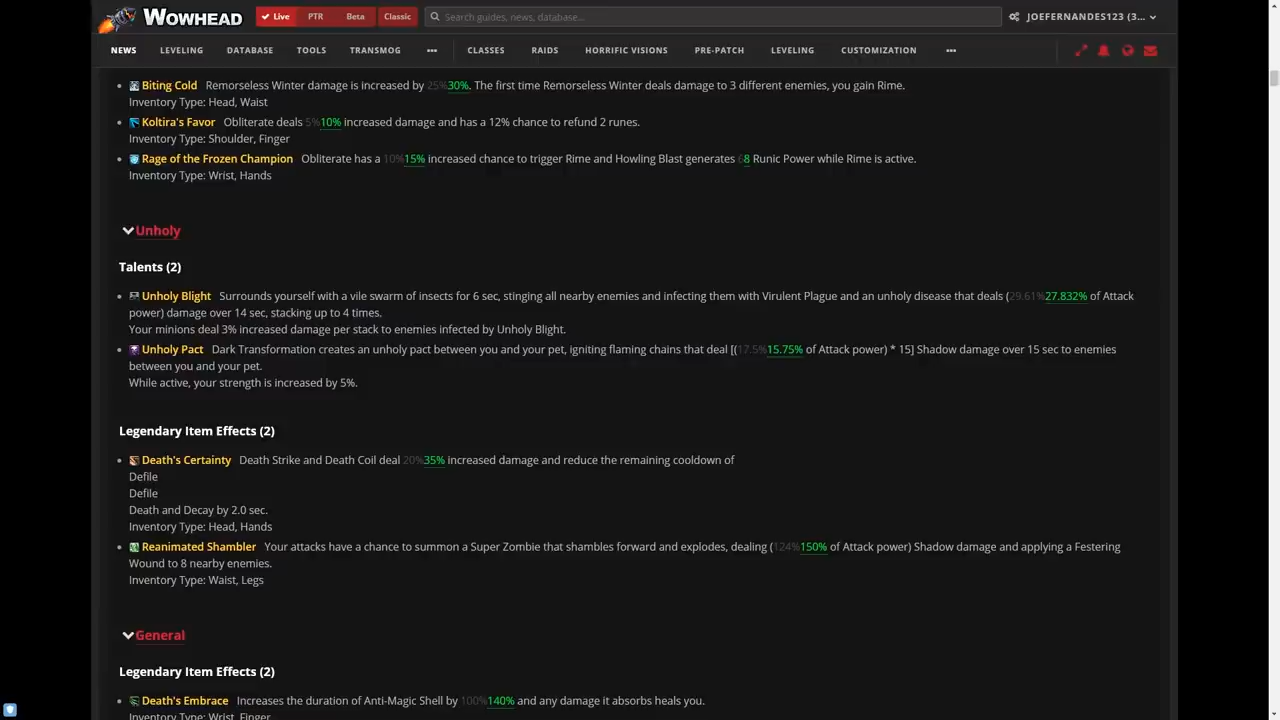 WOWHEAD
Live PTR Beta Classic
Search guides, news, database...
JOEFERNANDES123 (3...
NEWS LEVELING DATABASE TOOLS TRANSMOG ••• CLASSES RAIDS HORRIFIC VISIONS PRE-PATCH LEVELING CUSTOMIZATION •••
• Biting Cold Remorseless Winter damage is increased by 25%30%. The first time Remorseless Winter deals damage to 3 different enemies, you gain Rime.
Inventory Type: Head, Waist
• Koltira's Favor Obliterate deals 5%10% increased damage and has a 12% chance to refund 2 runes.
Inventory Type: Shoulder, Finger
• Rage of the Frozen Champion Obliterate has a 10%15% increased chance to trigger Rime and Howling Blast generates 68 Runic Power while Rime is active.
Inventory Type: Wrist, Hands
Unholy
Talents (2)
• Unholy Blight Surrounds yourself with a vile swarm of insects for 6 sec, stinging all nearby enemies and infecting them with Virulent Plague and an unholy disease that deals (29.61%27.832% of Attack
power) damage over 14 sec, stacking up to 4 times.
Your minions deal 3% increased damage per stack to enemies infected by Unholy Blight.
• Unholy Pact Dark Transformation creates an unholy pact between you and your pet, igniting flaming chains that deal [(17.5%15.75% of Attack power) * 15] Shadow damage over 15 sec to enemies
between you and your pet.
While active, your strength is increased by 5%.
Legendary Item Effects (2)
• Death's Certainty Death Strike and Death Coil deal 20%35% increased damage and reduce the remaining cooldown of
Defile
Defile
Death and Decay by 2.0 sec.
Inventory Type: Head, Hands
• Reanimated Shambler Your attacks have a chance to summon a Super Zombie that shambles forward and explodes, dealing (124%150% of Attack power) Shadow damage and applying a Festering
Wound to 8 nearby enemies.
Inventory Type: Waist, Legs
General
Legendary Item Effects (2)
• Death's Embrace Increases the duration of Anti-Magic Shell by 100%140% and any damage it absorbs heals you.
Inventory Type: Wrist, Finger